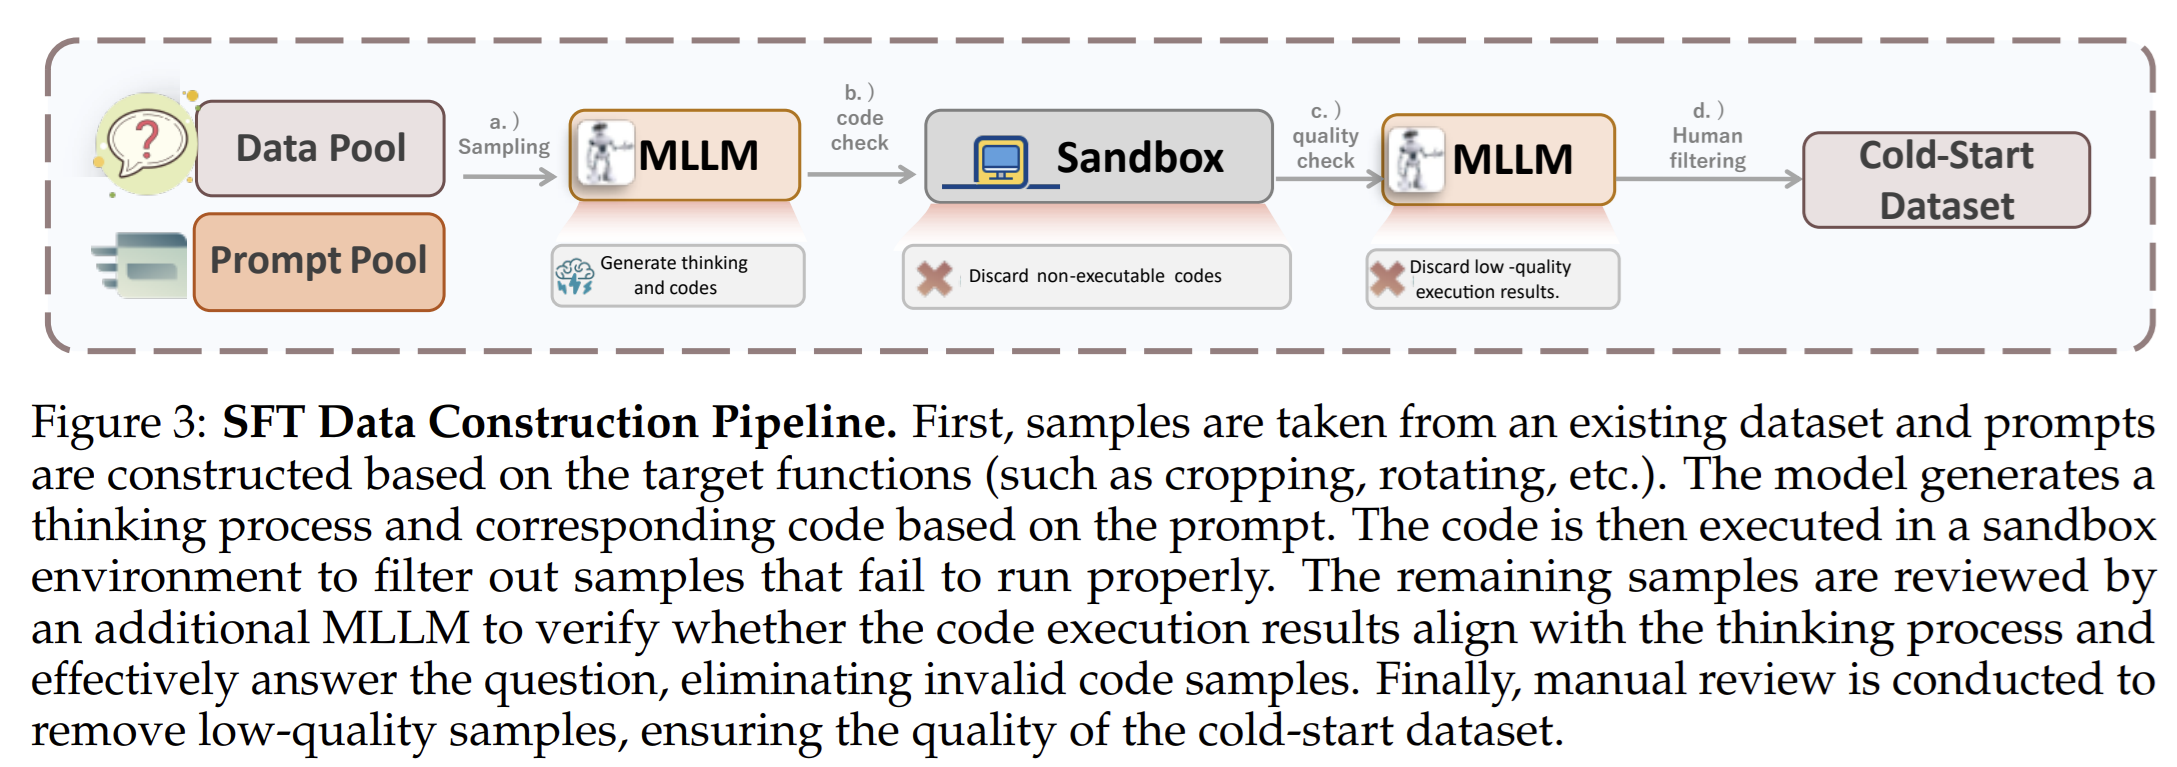 Data Pool
Prompt Pool
a. )
Sampling
MLLM
Generate thinking
and codes
b. )
code
check
Sandbox
Discard non-executable codes
c. )
quality
check
MLLM
Discard low -quality
execution results.
d. )
Human
filtering
Cold-Start
Dataset
Figure 3: SFT Data Construction Pipeline. First, samples are taken from an existing dataset and prompts
are constructed based on the target functions (such as cropping, rotating, etc.). The model generates a
thinking process and corresponding code based on the prompt. The code is then executed in a sandbox
environment to filter out samples that fail to run properly. The remaining samples are reviewed by
an additional MLLM to verify whether the code execution results align with the thinking process and
effectively answer the question, eliminating invalid code samples. Finally, manual review is conducted to
remove low-quality samples, ensuring the quality of the cold-start dataset.